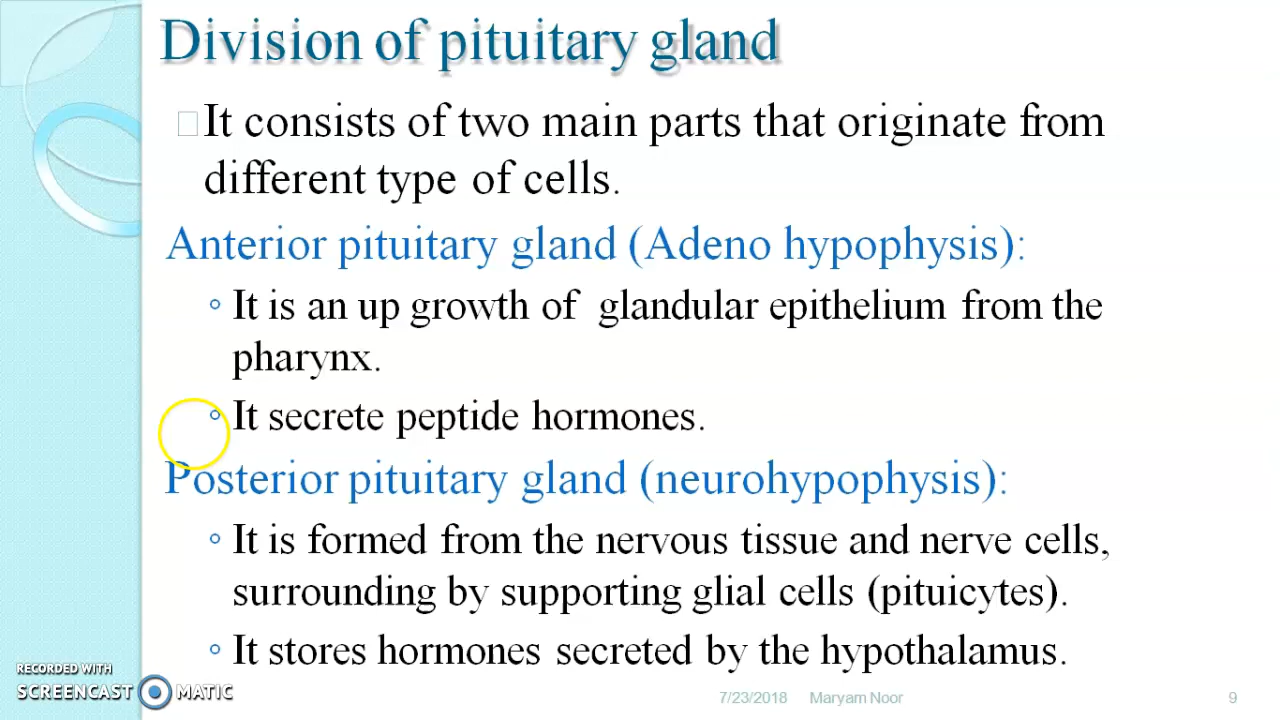 Division of pituitary gland
It consists of two main parts that originate from
different type of cells.
Anterior pituitary gland (Adeno hypophysis):
◦ It is an up growth of glandular epithelium from the
pharynx.
◦ It secrete peptide hormones.
Posterior pituitary gland (neurohypophysis):
◦ It is formed from the nervous tissue and nerve cells,
surrounding by supporting glial cells (pituicytes).
◦ It stores hormones secreted by the hypothalamus.
RECORDED WITH
SCREENCAST MATIC
7/23/2018 Maryam Noor 9